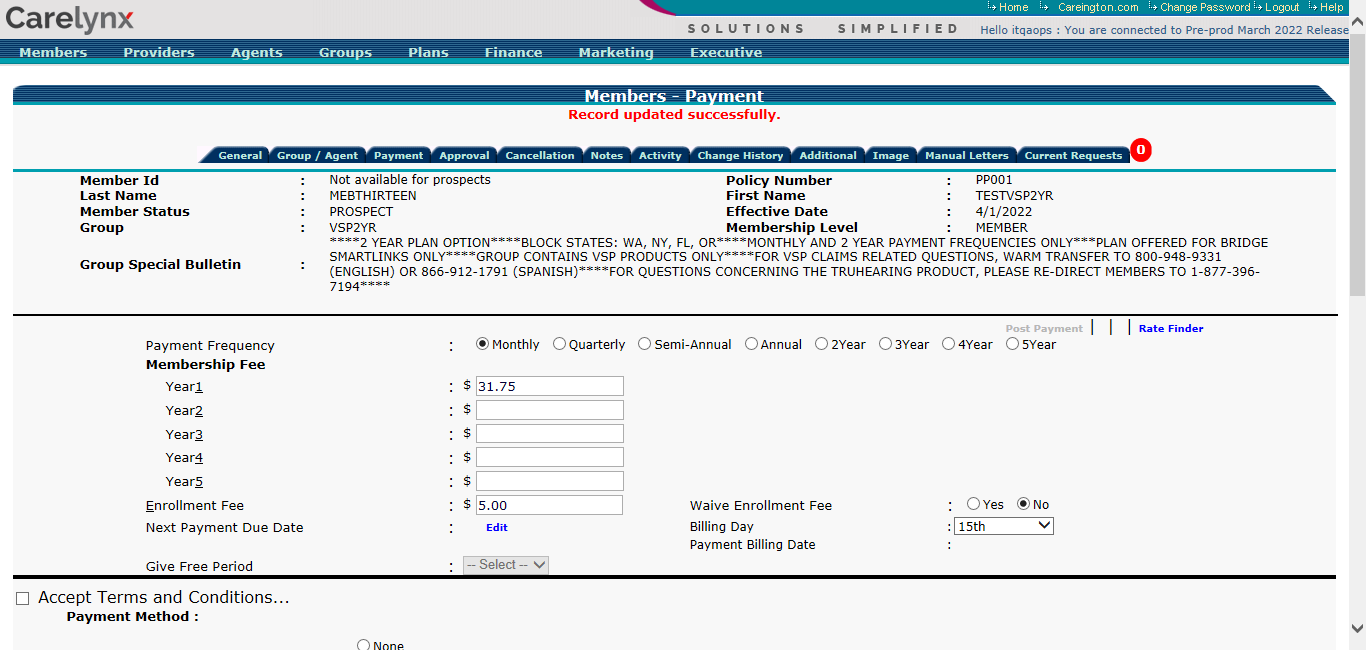 Carelynx
Home Careington.com Change Password Logout Help
SOLUTIONS SIMPLIFIED
Hello itqaops : You are connected to Pre-prod March 2022 Release
Members Providers Agents Groups Plans Finance Marketing Executive
Members - Payment
Record updated successfully.
General Group / Agent Payment Approval Cancellation Notes Activity Change History Additional Image Manual Letters Current Requests 0
Member Id : Not available for prospects Policy Number : PP001
Last Name : MEBTHIRTEEN First Name : TESTVSP2YR
Member Status : PROSPECT Effective Date : 4/1/2022
Group : VSP2YR Membership Level : MEMBER
Group Special Bulletin : ****2 YEAR PLAN OPTION****BLOCK STATES: WA, NY, FL, OR****MONTHLY AND 2 YEAR PAYMENT FREQUENCIES ONLY***PLAN OFFERED FOR BRIDGE
SMARTLINKS ONLY****GROUP CONTAINS VSP PRODUCTS ONLY****FOR VSP CLAIMS RELATED QUESTIONS, WARM TRANSFER TO 800-948-9331
(ENGLISH) OR 866-912-1791 (SPANISH)****FOR QUESTIONS CONCERNING THE TRUHEARING PRODUCT, PLEASE RE-DIRECT MEMBERS TO 1-877-396-
7194****
Post Payment | | | Rate Finder
Payment Frequency : Monthly Quarterly Semi-Annual Annual 2Year 3Year 4Year 5Year
Membership Fee
Year1 : $ 31.75
Year2 : $
Year3 : $
Year4 : $
Year5 : $
Enrollment Fee : $ 5.00 Waive Enrollment Fee : Yes No
Next Payment Due Date : Edit Billing Day : 15th
Payment Billing Date :
Give Free Period : -- Select --
Accept Terms and Conditions...
Payment Method :
None